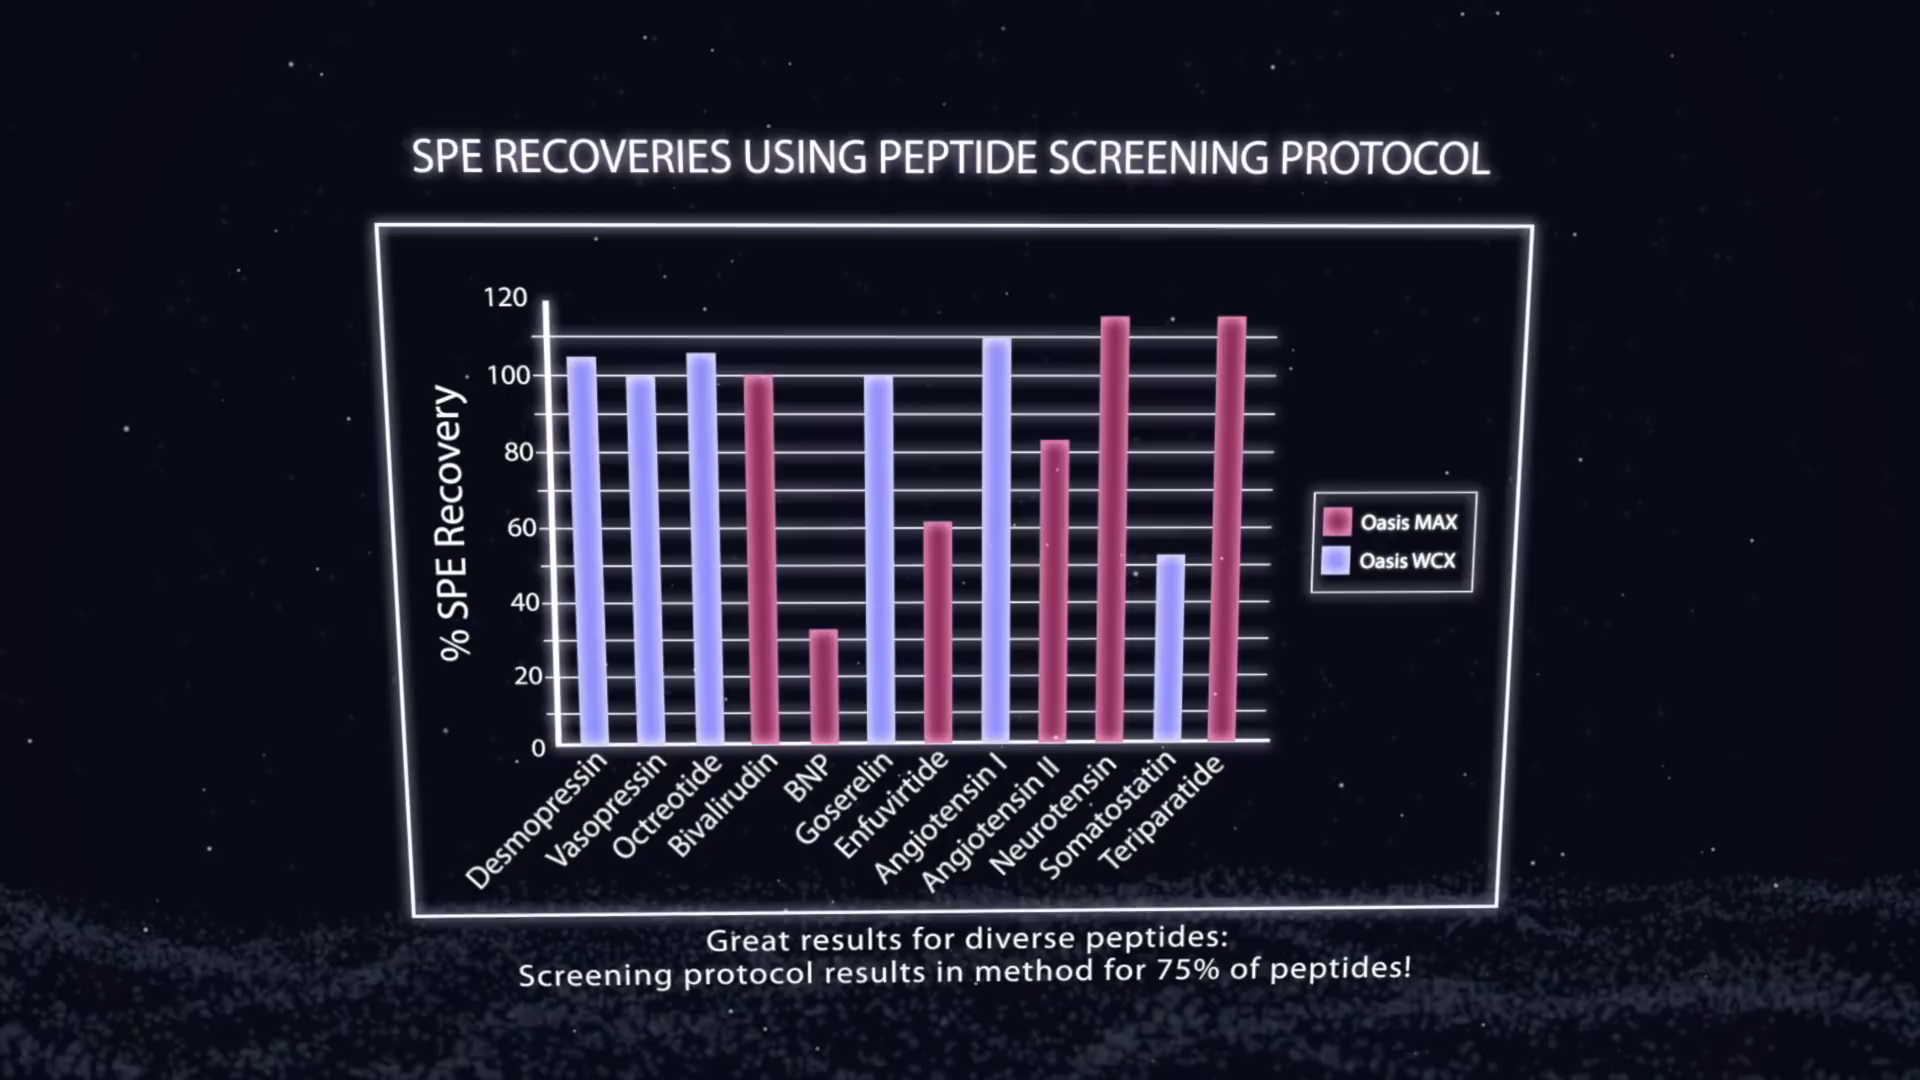 SPE RECOVERIES USING PEPTIDE SCREENING PROTOCOL
120
100
80
60
40
20
0
% SPE Recovery
Oasis MAX
Oasis WCX
Desmopressin
Vasopressin
Octreotide
Bivalirudin
BNP
Goserelin
Enfuvirtide
Angiotensin I
Angiotensin II
Neurotensin
Somatostatin
Teriparatide
Great results for diverse peptides:
Screening protocol results in method for 75% of peptides!